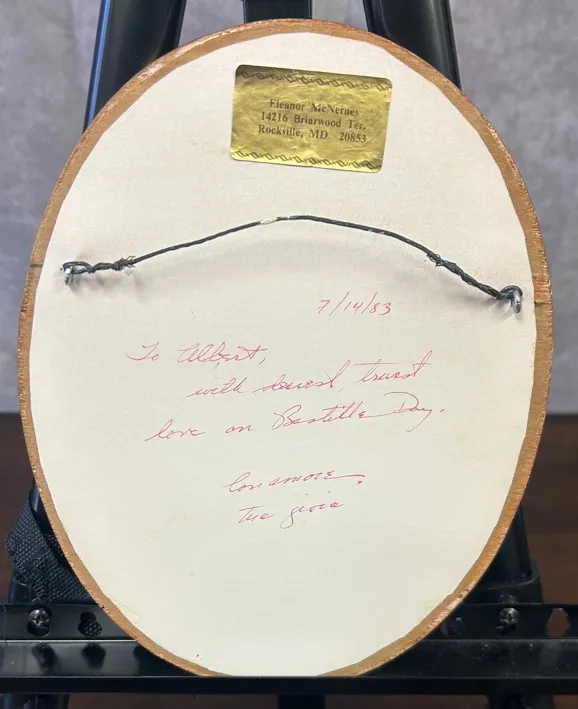 Eleanor McNerney
14216 Briarwood Ter.
Rockville, MD 20853
7/14/83
To Albert,
with dearest, truest
love on Bastille Day.
Con amore,
Tua gioia